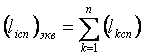 (l_{icn})_{экв} = \sum_{k=1}^{n} (l_{kcn})